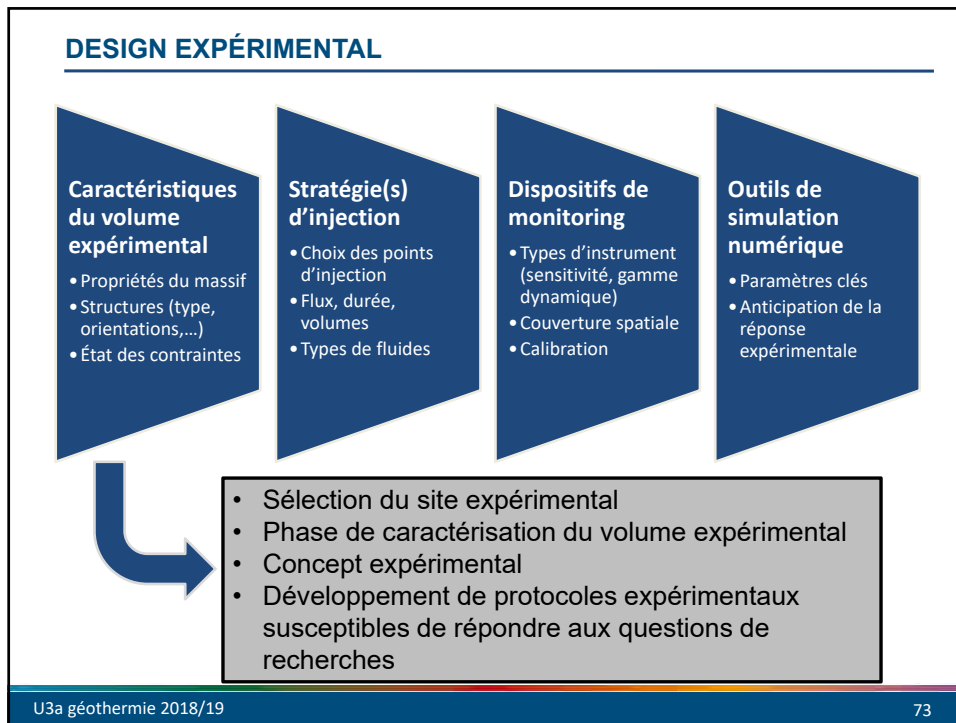 DESIGN EXPÉRIMENTAL
Caractéristiques
du volume
expérimental
• Propriétés du massif
• Structures (type,
orientations,...)
• État des contraintes
Stratégie(s)
d'injection
• Choix des points
d'injection
• Flux, durée,
volumes
• Types de fluides
Dispositifs de
monitoring
• Types d'instrument
(sensitivité, gamme
dynamique)
• Couverture spatiale
• Calibration
Outils de
simulation
numérique
• Paramètres clés
• Anticipation de la
réponse
expérimentale
• Sélection du site expérimental
• Phase de caractérisation du volume expérimental
• Concept expérimental
• Développement de protocoles expérimentaux
susceptibles de répondre aux questions de
recherches
U3a géothermie 2018/19
73